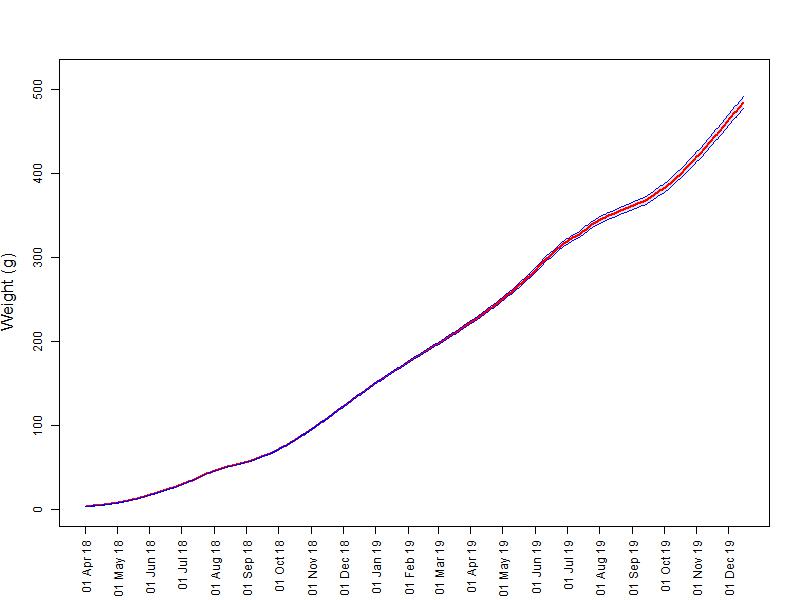 Weight (g)
500
400
300
200
100
0
01 Apr 18
01 May 18
01 Jun 18
01 Jul 18
01 Aug 18
01 Sep 18
01 Oct 18
01 Nov 18
01 Dec 18
01 Jan 19
01 Feb 19
01 Mar 19
01 Apr 19
01 May 19
01 Jun 19
01 Jul 19
01 Aug 19
01 Sep 19
01 Oct 19
01 Nov 19
01 Dec 19